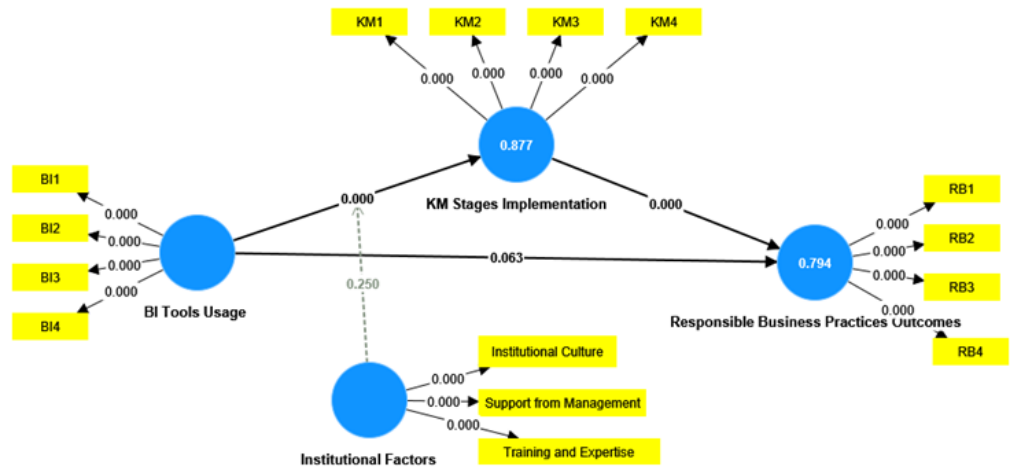 KM1
KM2
KM3
KM4
0.000
0.000
0.000
0.000
0.877
KM Stages Implementation
BI1
BI2
BI3
BI4
0.000
0.000
0.000
0.000
BI Tools Usage
0.000
0.000
0.063
0.250
RB1
RB2
RB3
RB4
0.000
0.000
0.000
0.000
0.794
Responsible Business Practices Outcomes
Institutional Culture
Support from Management
Training and Expertise
0.000
0.000
0.000
Institutional Factors